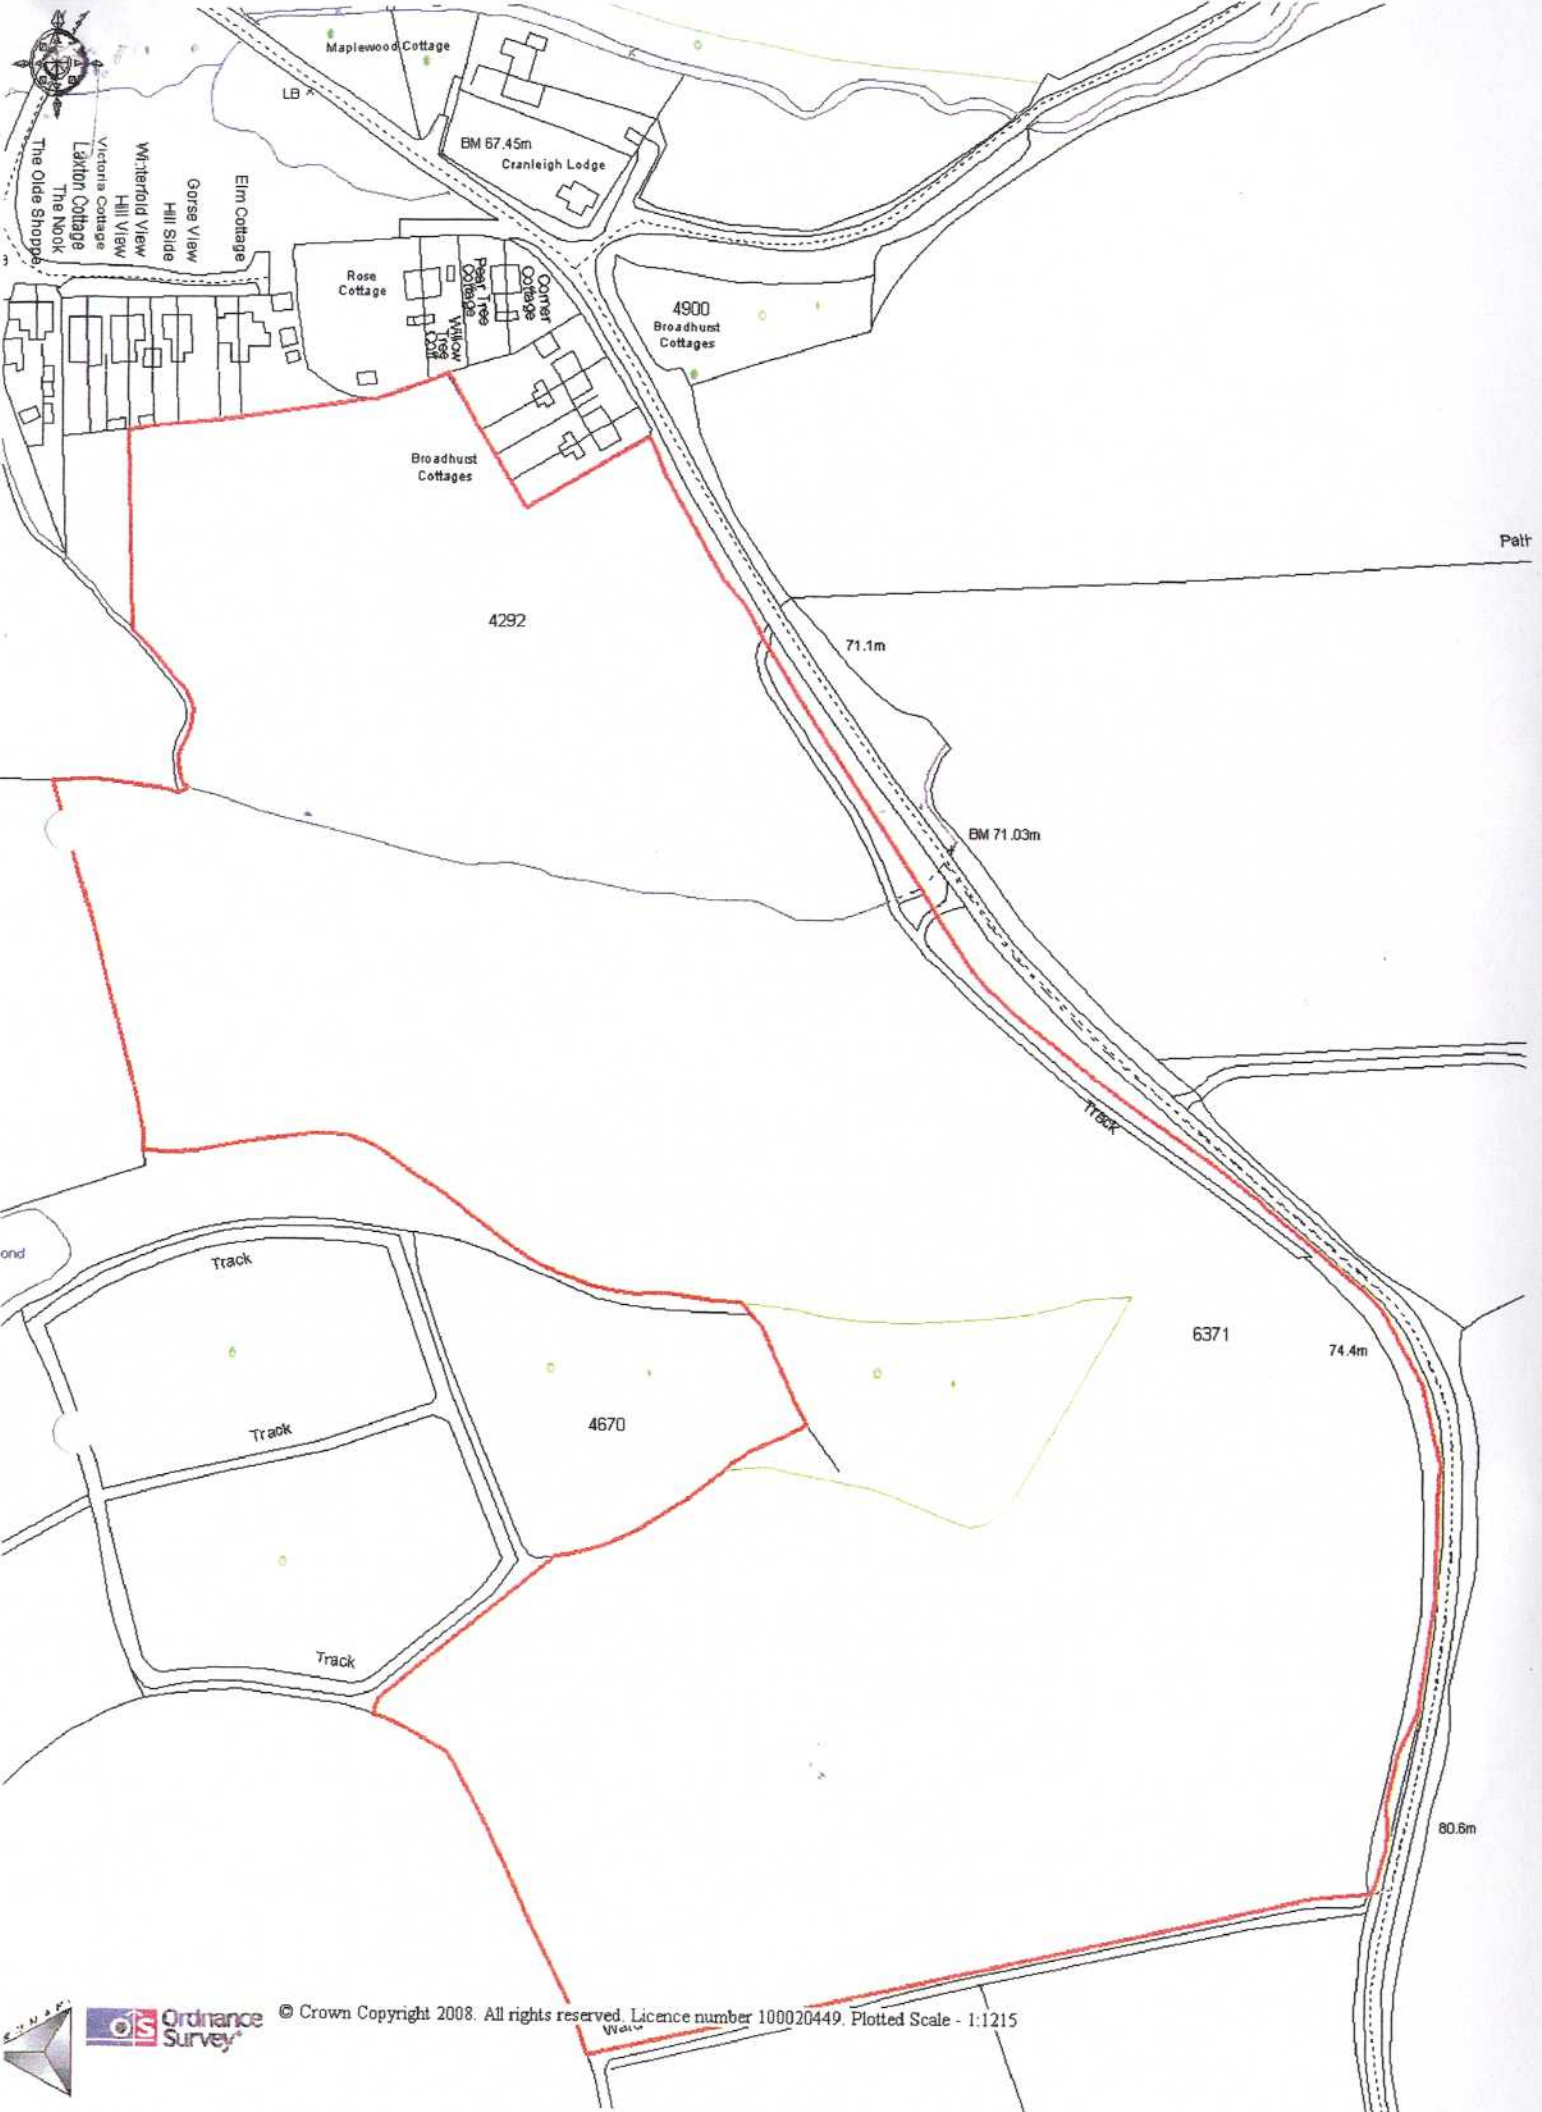 Maplewood Cottage
LB
BM 67.45m
Cranleigh Lodge
The Olde Shoppe
The Nook
Laxton Cottage
Victoria Cottage
Hill View
Winterfold View
Hill Side
Gorse View
Elm Cottage
Rose
Cottage
Pear Tree
Cottage
Willow
Tree
Corner
Cottage
4900
Broadhurst
Cottages
Broadhurst
Cottages
4292
71.1m
BM 71.03m
Track
Track
6371
74.4m
4670
Track
Track
80.6m
Ordnance
Survey
© Crown Copyright 2008. All rights reserved. Licence number 100020449. Plotted Scale - 1:1215